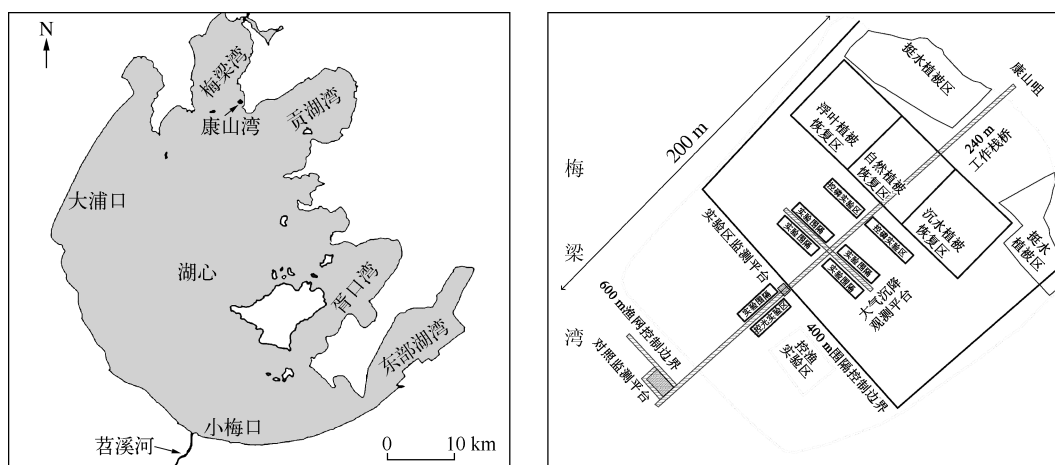 N
梅梁湾
康山湾
贡湖湾
大浦口
湖心
胥口湾
东部湖湾
小梅口
苕溪河
0 10 km
200 m
挺水植被区
康山咀
浮叶植被
恢复区
自然植被
恢复区
240 m
工作栈桥
沉水植被
恢复区
挺水
植被区
梅
梁
湾
实验区监测平台
实验围隔
实验围隔
实验围隔
实验围隔
大气沉降
观测平台
实验围隔
600 m渔网控制边界
对照监测平台
控渔
实验区
400 m围隔控制边界